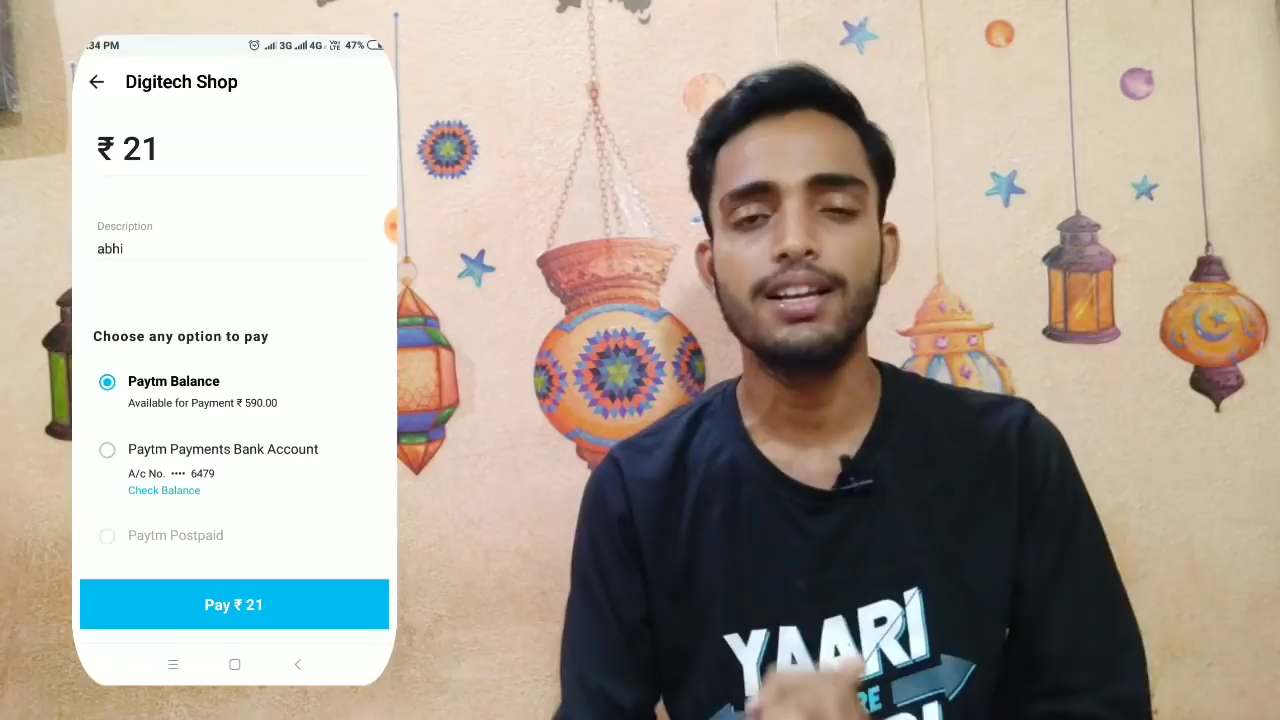 :34 PM 3G 4G 47%
Digitech Shop
₹ 21
Description
abhi
Choose any option to pay
Paytm Balance
Available for Payment ₹ 590.00
Paytm Payments Bank Account
A/c No. •••• 6479
Check Balance
Paytm Postpaid
Pay ₹ 21
YAARI